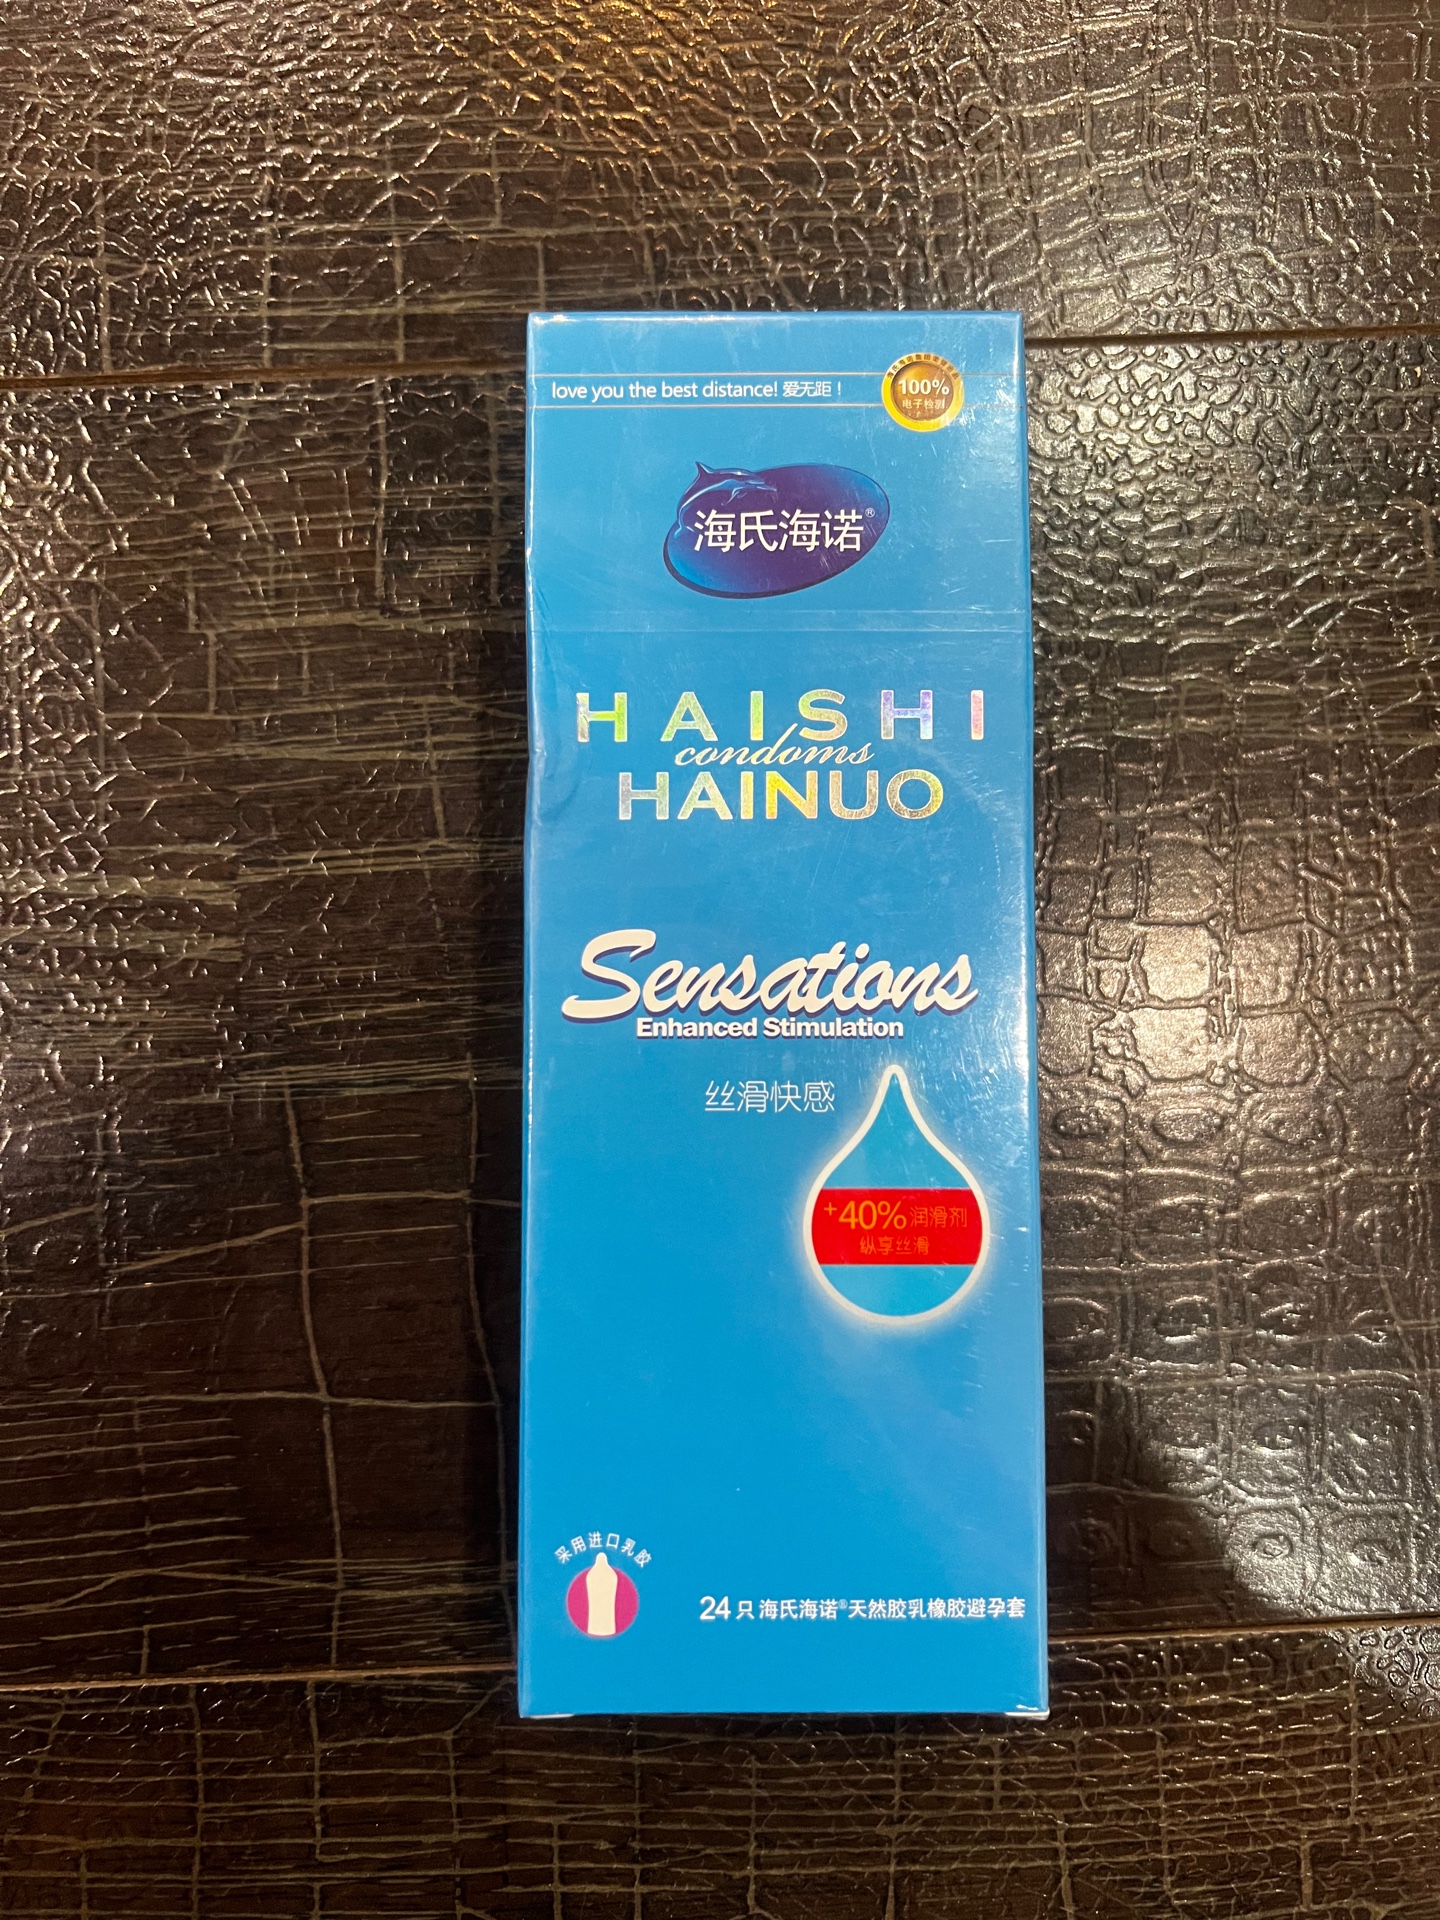 love you the best distance! 爱无距！
100%
电子检测
海氏海诺®
HAISHI
condoms
HAINUO
Sensations
Enhanced Stimulation
丝滑快感
+40%润滑剂
纵享丝滑
采用进口乳胶
24只 海氏海诺®天然胶乳橡胶避孕套